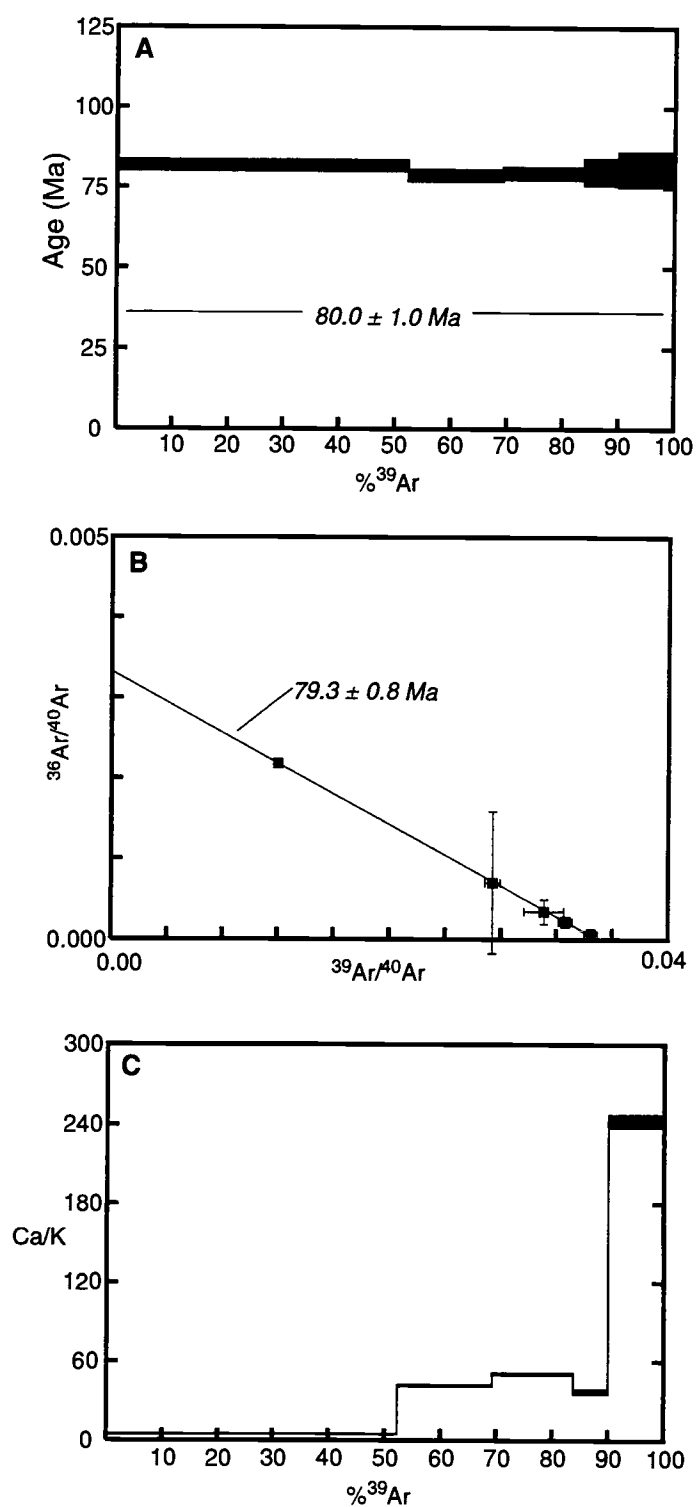 125
A
100
75
Age (Ma)
50
80.0 ± 1.0 Ma
25
0
10 20 30 40 50 60 70 80 90 100
%³⁹Ar
0.005
B
79.3 ± 0.8 Ma
³⁶Ar/⁴⁰Ar
0.000
0.00 ³⁹Ar/⁴⁰Ar 0.04
300
C
240
180
Ca/K
120
60
0
10 20 30 40 50 60 70 80 90 100
%³⁹Ar